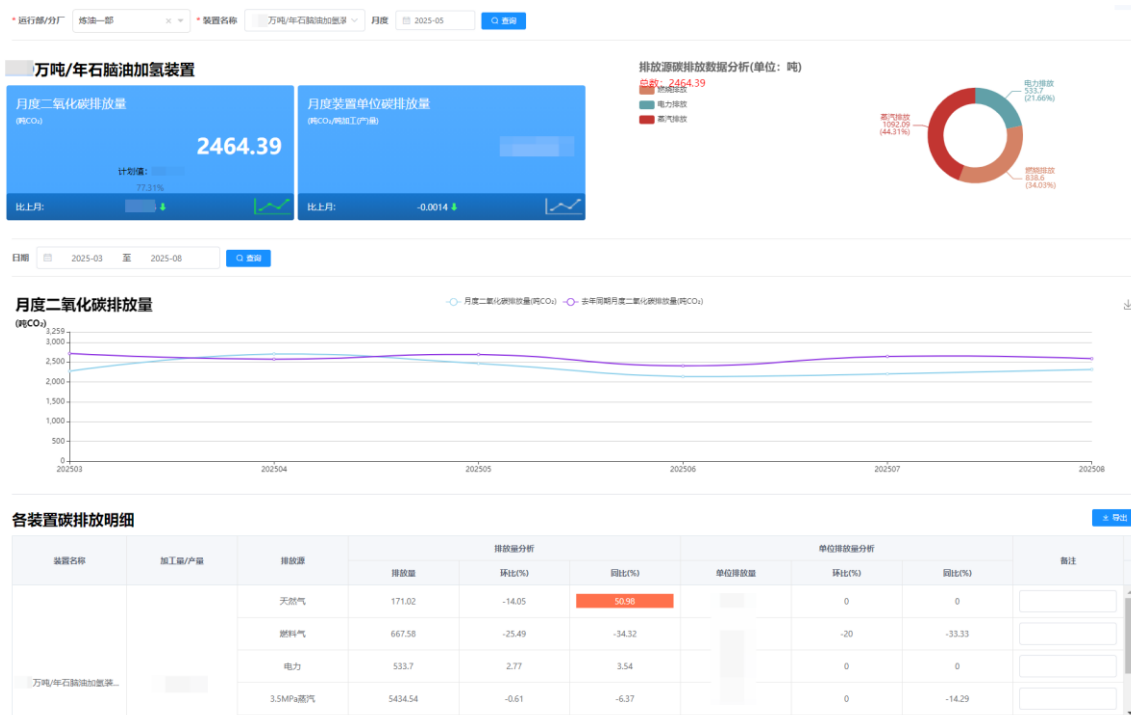 * 运行部/分厂 炼油一部 * 装置名称 万吨/年石脑油加氢装 月度 2025-05 查询
万吨/年石脑油加氢装置
月度二氧化碳排放量
(吨CO₂)
2464.39
计划值:
77.31%
比上月:
月度装置单位碳排放量
(吨CO₂/吨加工(产)量)
比上月: -0.0014
排放源碳排放数据分析(单位：吨)
总数：2464.39
燃烧排放
电力排放
蒸汽排放
电力排放
533.7
(21.66%)
蒸汽排放
1092.09
(44.31%)
燃烧排放
838.6
(34.03%)
日期 2025-03 至 2025-08 查询
月度二氧化碳排放量
(吨CO₂)
月度二氧化碳排放量(吨CO₂) 去年同期月度二氧化碳排放量(吨CO₂)
3,259
3,000
2,500
2,000
1,500
1,000
500
0
202503 202504 202505 202506 202507 202508
各装置碳排放明细 导出
装置名称 加工量/产量 排放源 排放量分析 单位排放量分析 备注
排放量 环比(%) 同比(%) 单位排放量 环比(%) 同比(%)
天然气 171.02 -14.05 50.98 0 0
燃料气 667.58 -25.49 -34.32 -20 -33.33
电力 533.7 2.77 3.54 0 0
万吨/年石脑油加氢装...
3.5MPa蒸汽 5434.54 -0.61 -6.37 0 -14.29